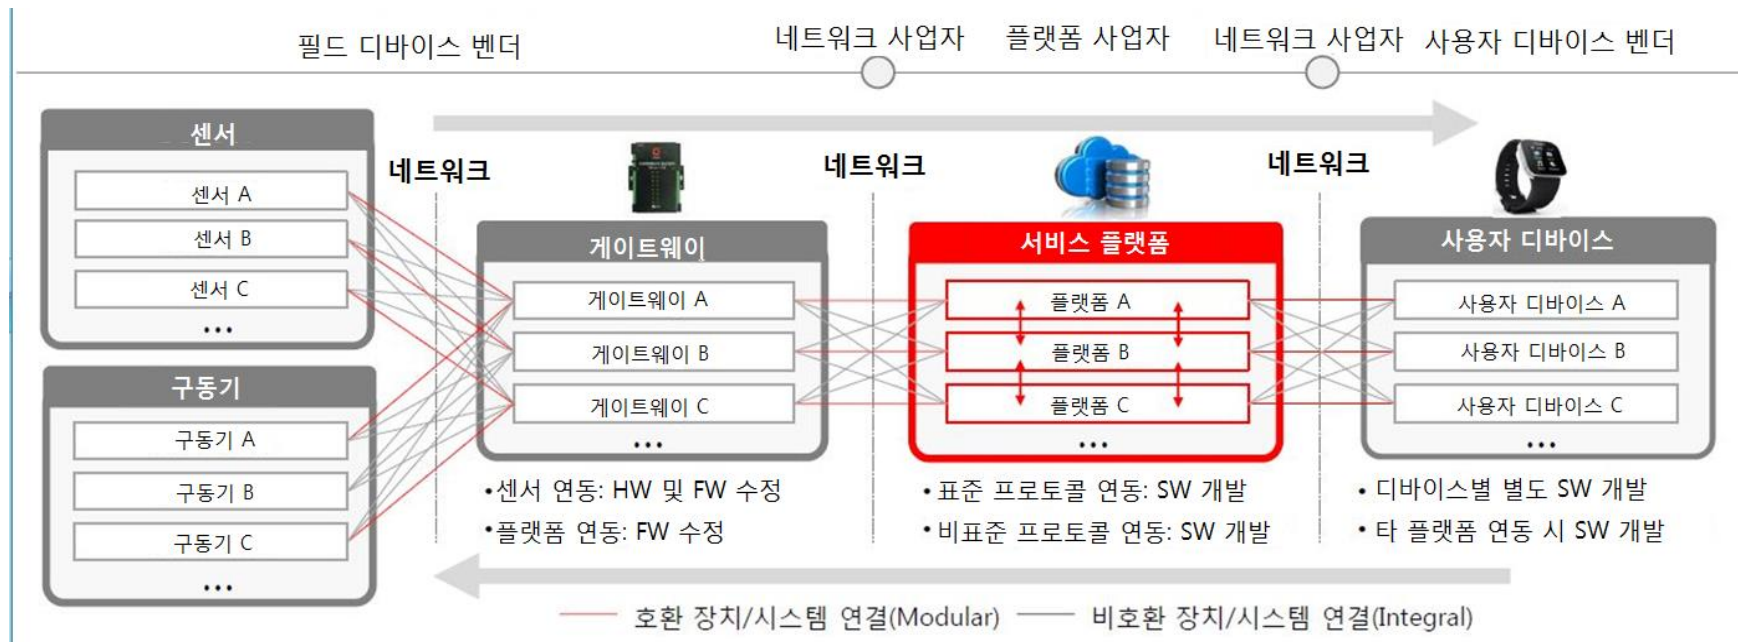 필드 디바이스 벤더
네트워크 사업자
플랫폼 사업자
네트워크 사업자
사용자 디바이스 벤더
센서
센서 A
센서 B
센서 C
...
구동기
구동기 A
구동기 B
구동기 C
...
네트워크
게이트웨이
게이트웨이 A
게이트웨이 B
게이트웨이 C
...
•센서 연동: HW 및 FW 수정
•플랫폼 연동: FW 수정
네트워크
서비스 플랫폼
플랫폼 A
플랫폼 B
플랫폼 C
...
• 표준 프로토콜 연동: SW 개발
• 비표준 프로토콜 연동: SW 개발
네트워크
사용자 디바이스
사용자 디바이스 A
사용자 디바이스 B
사용자 디바이스 C
...
• 디바이스별 별도 SW 개발
• 타 플랫폼 연동 시 SW 개발
호환 장치/시스템 연결(Modular)
비호환 장치/시스템 연결(Integral)